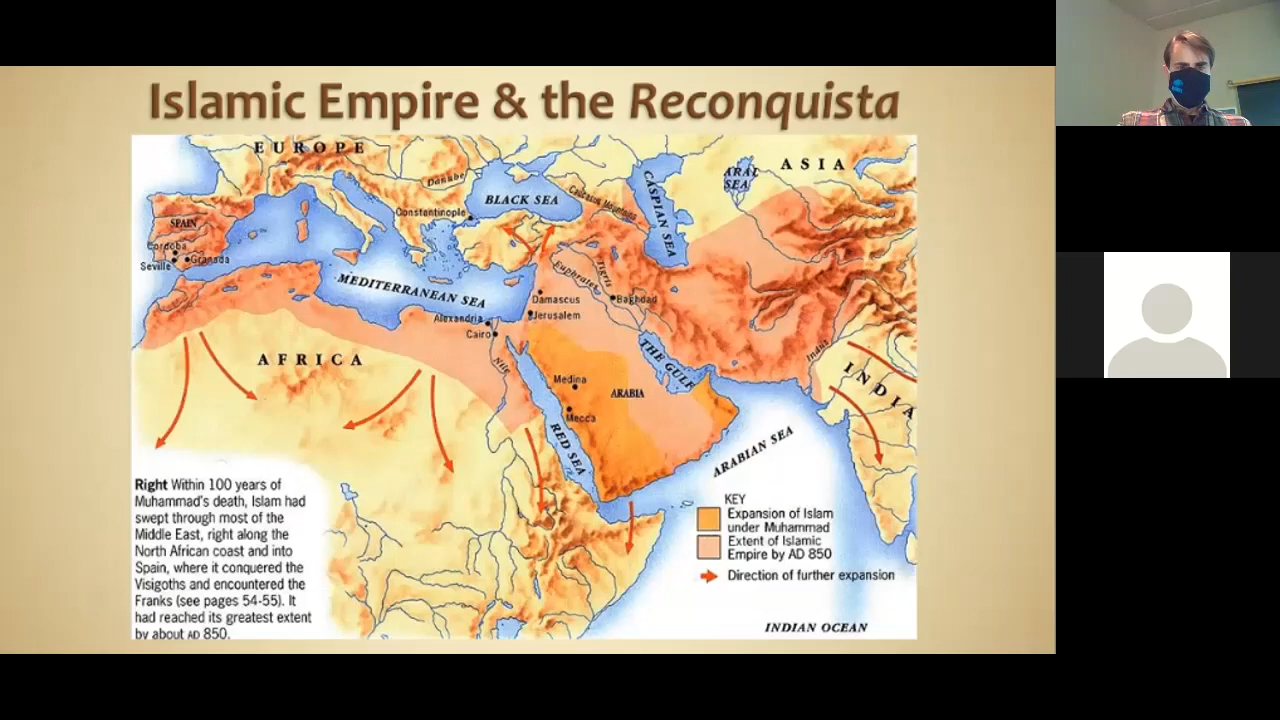 Islamic Empire & the Reconquista
EUROPE
ASIA
ARAL
SEA
Danube
BLACK SEA
Caucasus Mountains
CASPIAN SEA
Constantinople
SPAIN
Cordoba
Seville
Granada
MEDITERRANEAN SEA
Euphrates
Tigris
Damascus
Baghdad
Jerusalem
Alexandria
Cairo
AFRICA
Nile
THE GULF
Indus
INDIA
Medina
ARABIA
Mecca
RED SEA
ARABIAN SEA
Right Within 100 years of
Muhammad's death, Islam had
swept through most of the
Middle East, right along the
North African coast and into
Spain, where it conquered the
Visigoths and encountered the
Franks (see pages 54-55). It
had reached its greatest extent
by about AD 850.
KEY
Expansion of Islam
under Muhammad
Extent of Islamic
Empire by AD 850
Direction of further expansion
INDIAN OCEAN